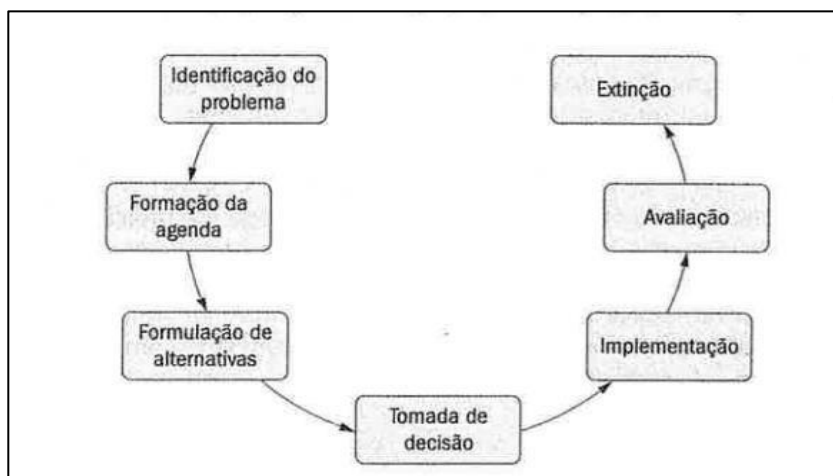 Identificação do
problema
Formação da
agenda
Formulação de
alternativas
Tomada de
decisão
Implementação
Avaliação
Extinção